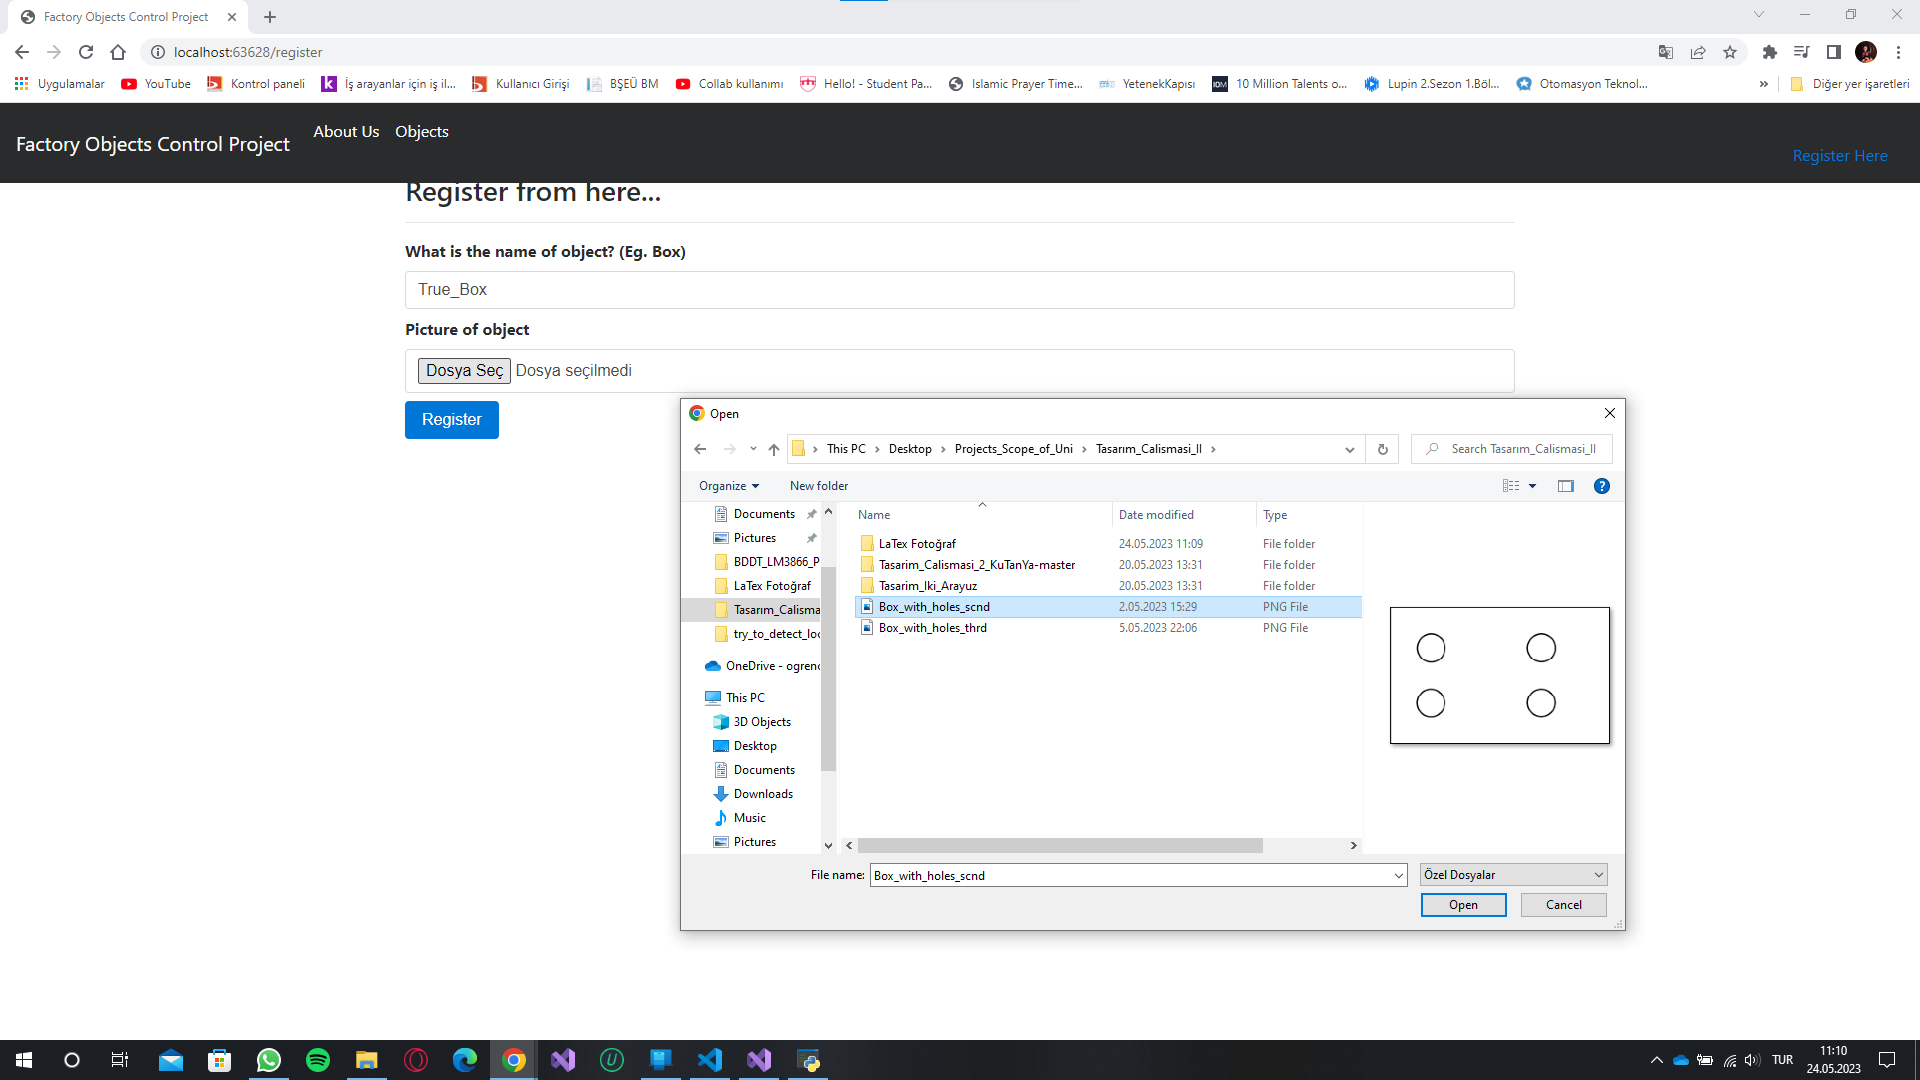 Factory Objects Control Project
localhost:63628/register
Uygulamalar YouTube Kontrol paneli İş arayanlar için iş il... Kullanıcı Girişi BŞEÜ BM Collab kullanımı Hello! - Student Pa... Islamic Prayer Time... YetenekKapısı 10 Million Talents o... Lupin 2.Sezon 1.Böl... Otomasyon Teknol... » Diğer yer işaretleri
Factory Objects Control Project About Us Objects
Register Here
Register from here...
What is the name of object? (Eg. Box)
True_Box
Picture of object
Dosya Seç Dosya seçilmedi
Register
Open
This PC Desktop Projects_Scope_of_Uni Tasarım_Calismasi_II
Search Tasarım_Calismasi_II
Organize New folder
Documents
Pictures
BDDT_LM3866_P
LaTex Fotoğraf
Tasarım_Calisma
try_to_detect_loc
OneDrive - ogrenc
This PC
3D Objects
Desktop
Documents
Downloads
Music
Pictures
Name Date modified Type
LaTex Fotoğraf 24.05.2023 11:09 File folder
Tasarim_Calismasi_2_KuTanYa-master 20.05.2023 13:31 File folder
Tasarim_Iki_Arayuz 20.05.2023 13:31 File folder
Box_with_holes_scnd 2.05.2023 15:29 PNG File
Box_with_holes_thrd 5.05.2023 22:06 PNG File
File name: Box_with_holes_scnd Özel Dosyalar
Open Cancel
TUR
11:10
24.05.2023